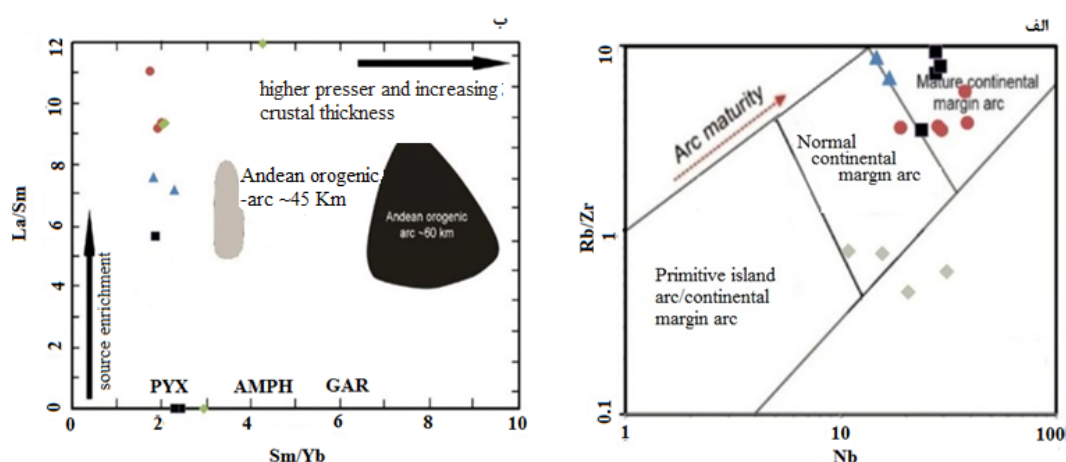 ب
12
10
8
6
4
2
0
La/Sm
source enrichment
higher presser and increasing
crustal thickness
Andean orogenic
-arc ~45 Km
Andean orogenic
arc ~60 km
PYX AMPH GAR
0 2 4 6 8 10
Sm/Yb
الف
10
1
0.1
Rb/Zr
Arc maturity
Mature continental
margin arc
Normal
continental
margin arc
Primitive island
arc/continental
margin arc
1 10 100
Nb